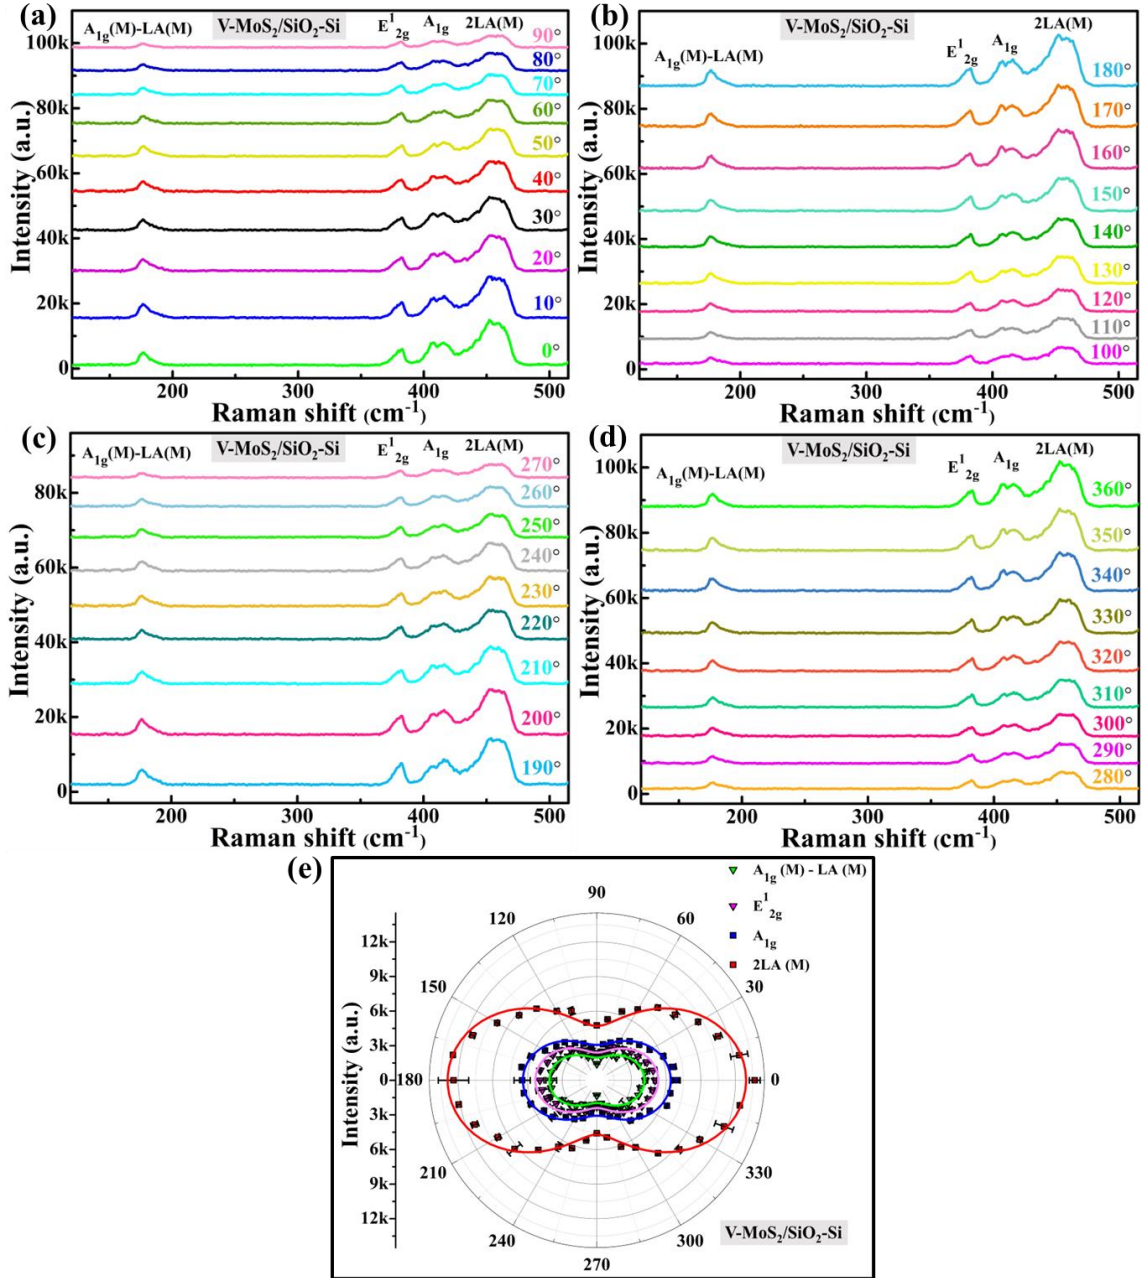 (a)
A1g(M)-LA(M) V-MoS2/SiO2-Si E12g A1g 2LA(M)
100k
80k
60k
40k
20k
0
90°
80°
70°
60°
50°
40°
30°
20°
10°
0°
200 300 400 500
Intensity (a.u.)
Raman shift (cm-1)
(b)
V-MoS2/SiO2-Si
A1g(M)-LA(M) E12g A1g 2LA(M)
100k
80k
60k
40k
20k
0
180°
170°
160°
150°
140°
130°
120°
110°
100°
200 300 400 500
Intensity (a.u.)
Raman shift (cm-1)
(c)
A1g(M)-LA(M) V-MoS2/SiO2-Si E12g A1g 2LA(M)
80k
60k
40k
20k
0
270°
260°
250°
240°
230°
220°
210°
200°
190°
200 300 400 500
Intensity (a.u.)
Raman shift (cm-1)
(d)
V-MoS2/SiO2-Si
A1g(M)-LA(M) E12g A1g 2LA(M)
100k
80k
60k
40k
20k
0
360°
350°
340°
330°
320°
310°
300°
290°
280°
200 300 400 500
Intensity (a.u.)
Raman shift (cm-1)
(e)
A1g (M) - LA (M)
E12g
A1g
2LA (M)
12k
9k
6k
3k
0
3k
6k
9k
12k
Intensity (a.u.)
90
60
30
0
330
300
270
240
210
180
150
120
V-MoS2/SiO2-Si